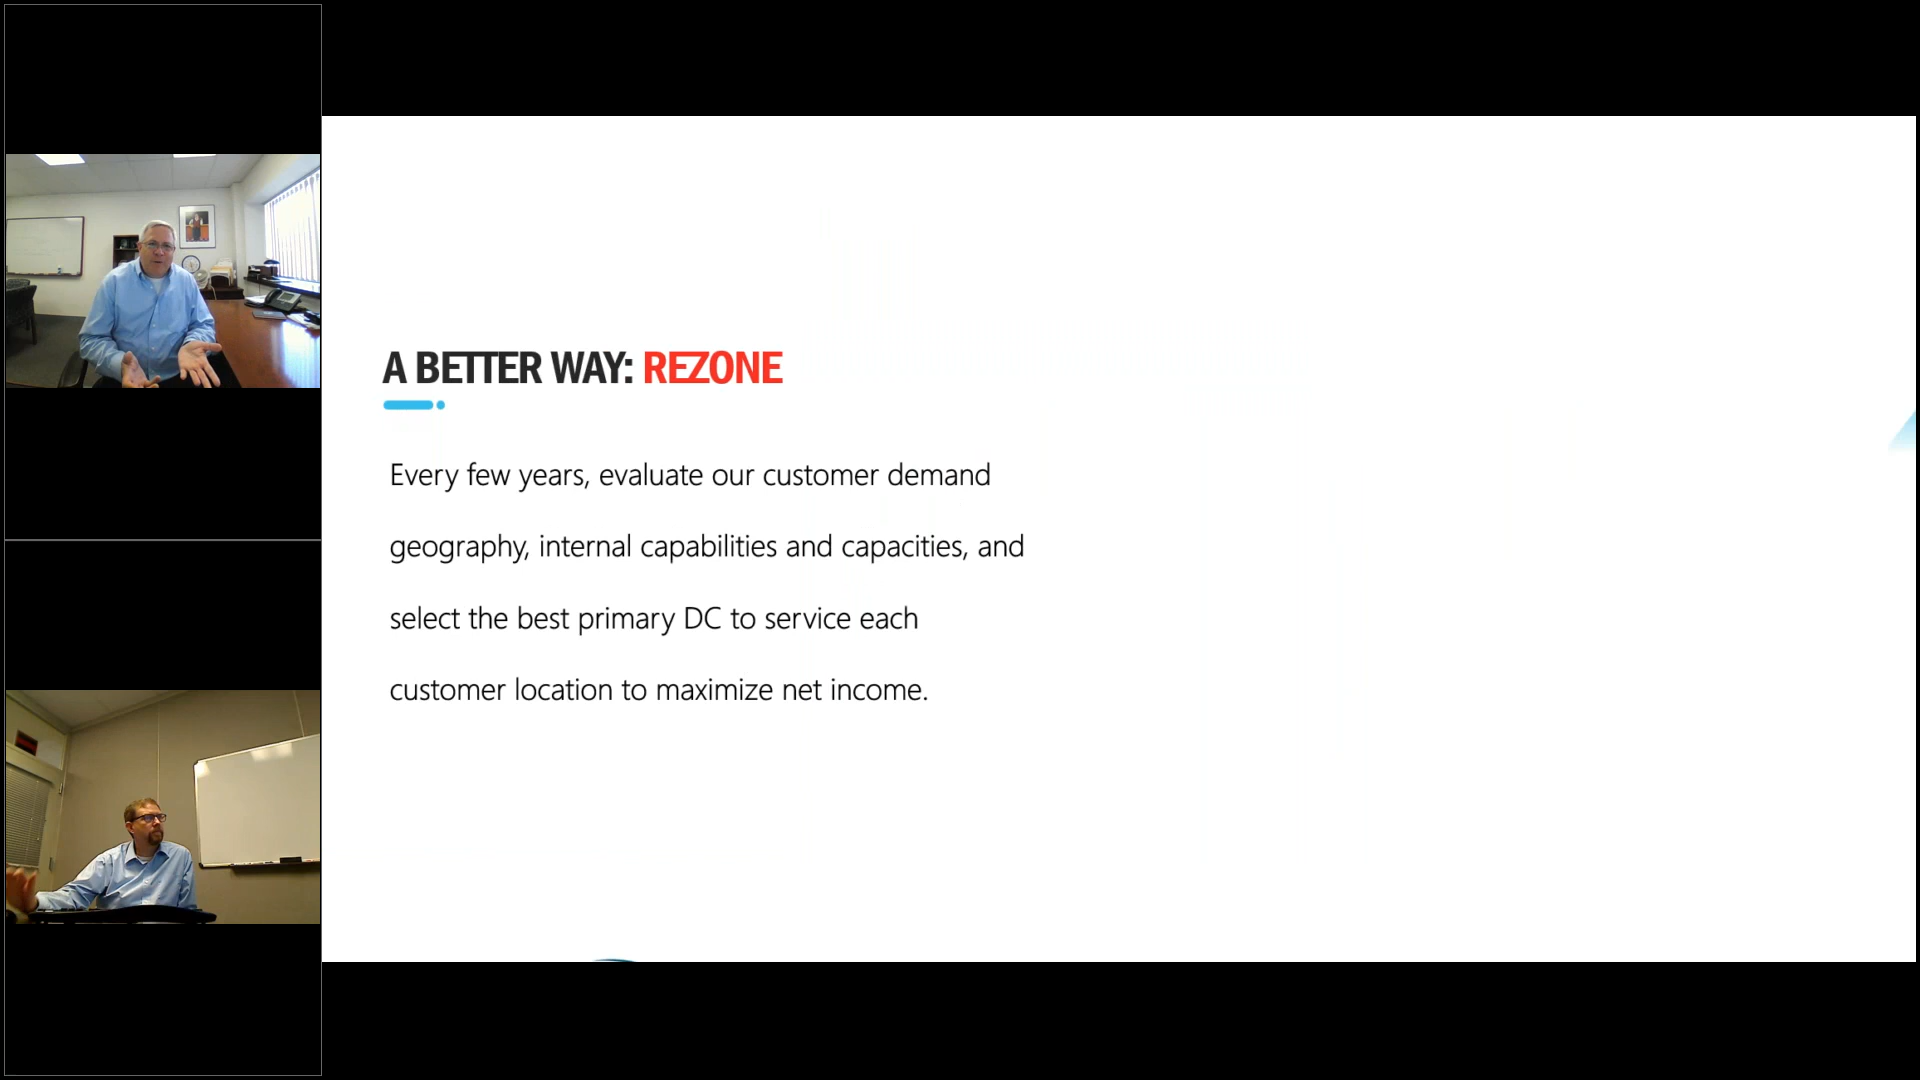 A BETTER WAY: REZONE
Every few years, evaluate our customer demand
geography, internal capabilities and capacities, and
select the best primary DC to service each
customer location to maximize net income.